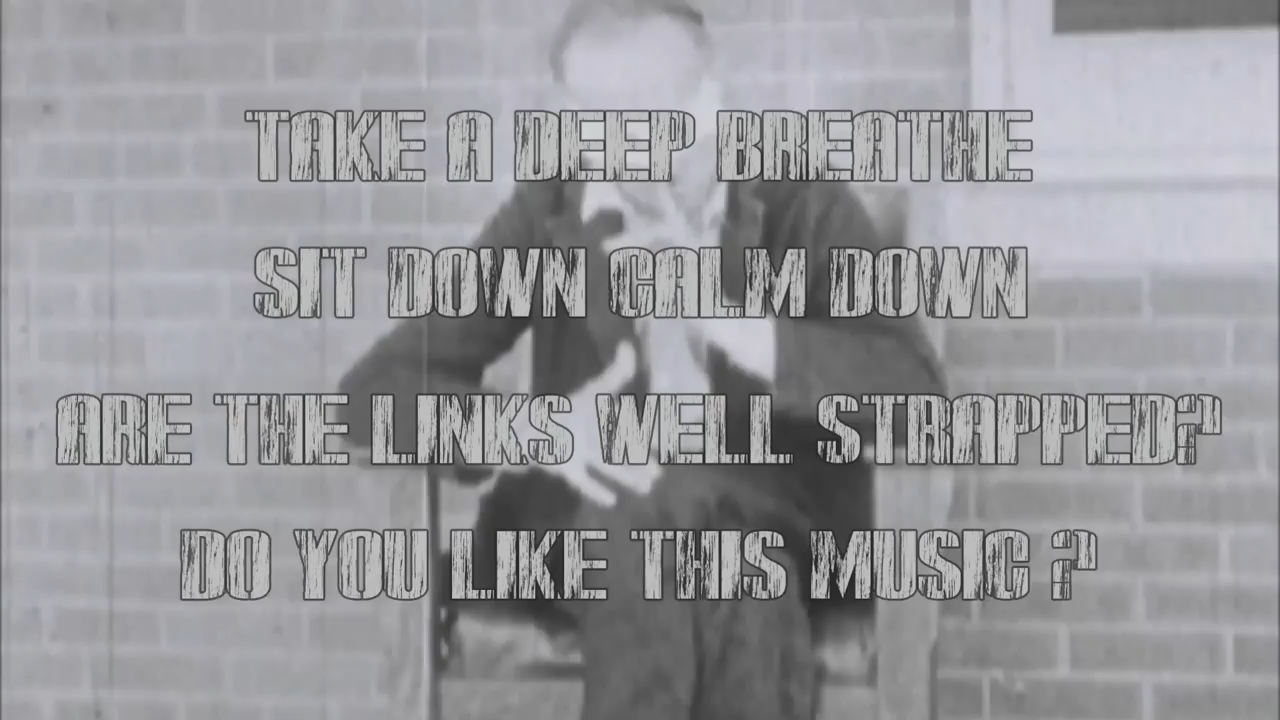 TAKE A DEEP BREATHE
SIT DOWN CALM DOWN
ARE THE LINKS WELL STRAPPED?
DO YOU LIKE THIS MUSIC ?